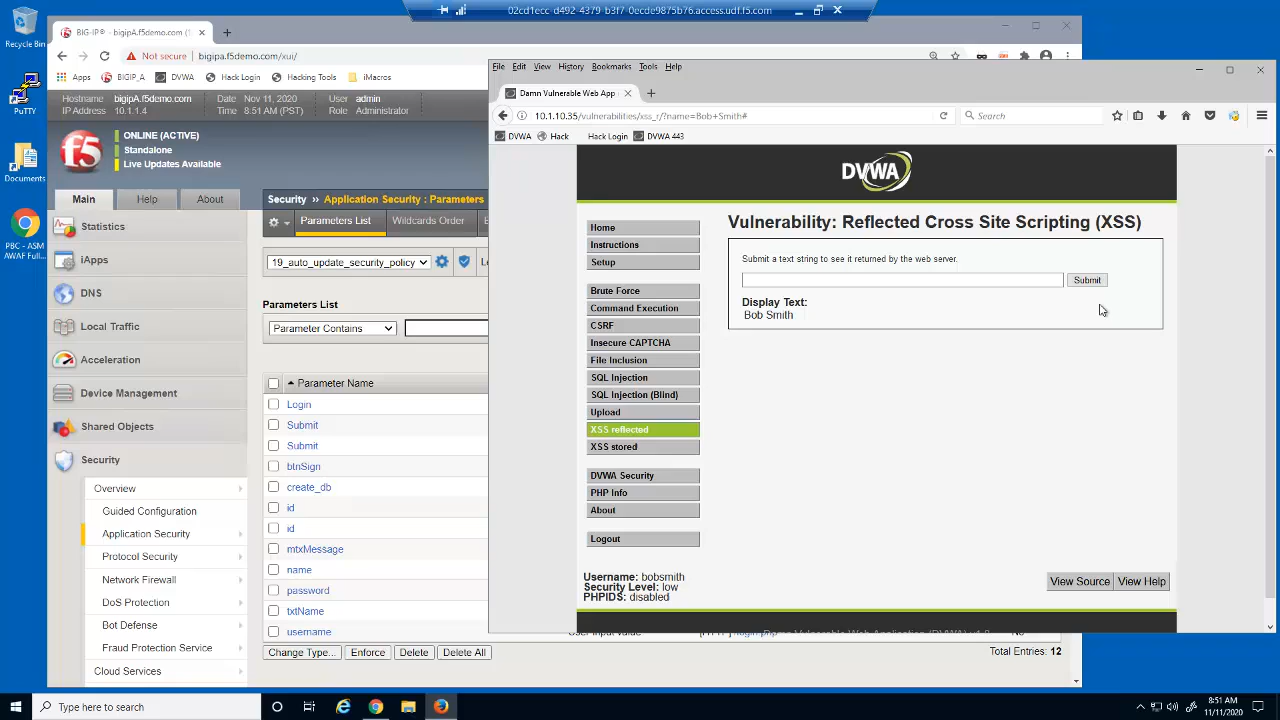 02cd1ecc-d492-4379-b3f7-0ecde9875b76.access.udf.f5.com
Recycle Bin
PuTTY
Documents
PBC - ASM
AWAF Full...
BIG-IP® - bigipa.f5demo.com (1
Not secure
bigipa.f5demo.com/xui/
Apps
BIGIP_A
DVWA
Hack Login
Hacking Tools
iMacros
Hostname bigipA.f5demo.com
IP Address 10.1.1.4
Date Nov 11, 2020
Time 8:51 AM (PST)
User admin
Role Administrator
f5
ONLINE (ACTIVE)
Standalone
Live Updates Available
Main
Help
About
Statistics
iApps
DNS
Local Traffic
Acceleration
Device Management
Shared Objects
Security
Overview
Guided Configuration
Application Security
Protocol Security
Network Firewall
DoS Protection
Bot Defense
Fraud Protection Service
Cloud Services
Security ›› Application Security : Parameters
Parameters List
Wildcards Order
19_auto_update_security_policy
Parameters List
Parameter Contains
Parameter Name
Login
Submit
Submit
btnSign
create_db
id
id
mtxMessage
name
password
txtName
username
Change Type...
Enforce
Delete
Delete All
Total Entries: 12
File
Edit
View
History
Bookmarks
Tools
Help
Damn Vulnerable Web App
10.1.10.35/vulnerabilities/xss_r/?name=Bob+Smith#
Search
DVWA
Hack
Hack Login
DVWA 443
DVWA
Home
Instructions
Setup
Brute Force
Command Execution
CSRF
Insecure CAPTCHA
File Inclusion
SQL Injection
SQL Injection (Blind)
Upload
XSS reflected
XSS stored
DVWA Security
PHP Info
About
Logout
Vulnerability: Reflected Cross Site Scripting (XSS)
Submit a text string to see it returned by the web server.
Submit
Display Text:
Bob Smith
Username: bobsmith
Security Level: low
PHPIDS: disabled
View Source
View Help
Type here to search
8:51 AM
11/11/2020